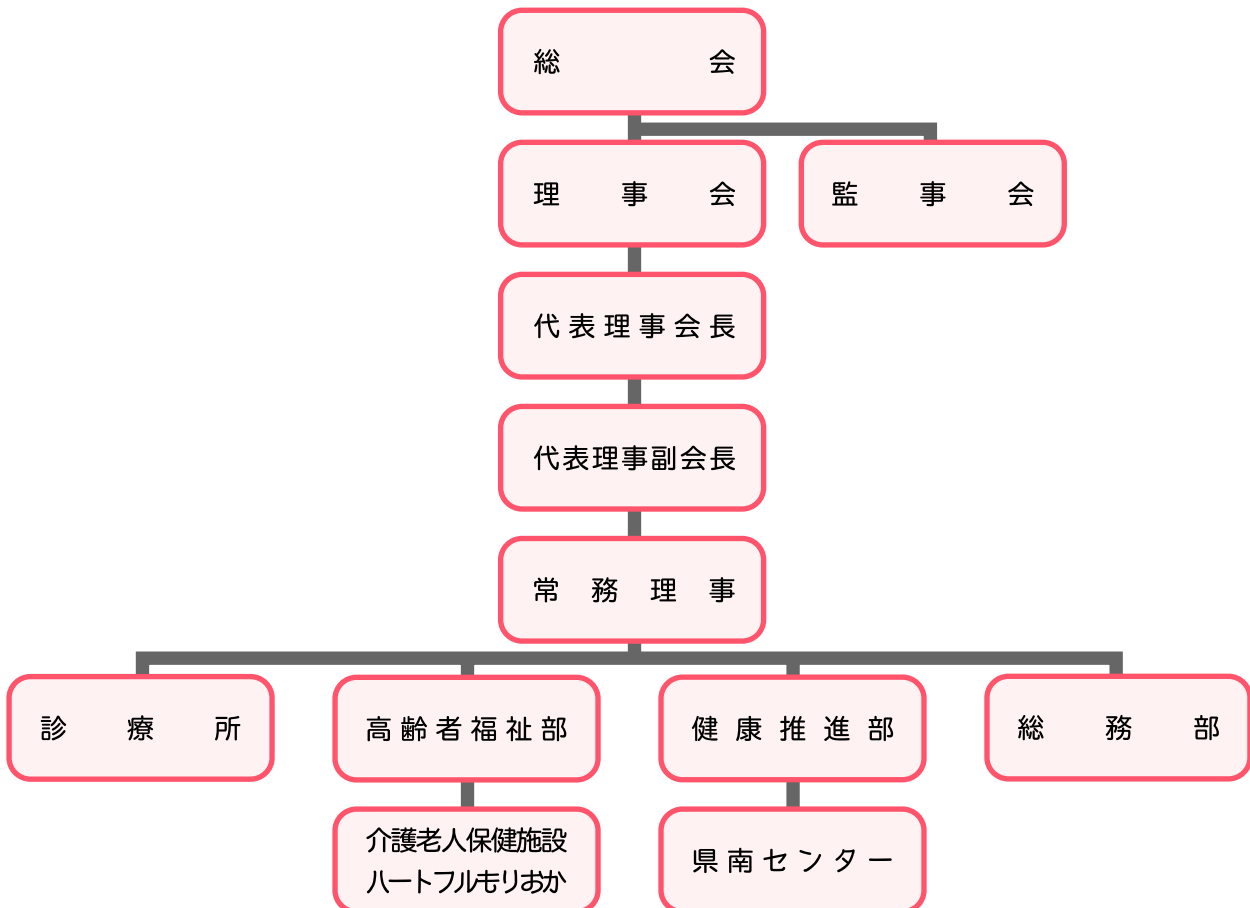 総会
理事会
監事会
代表理事会長
代表理事副会長
常務理事
診療所
高齢者福祉部
健康推進部
総務部
介護老人保健施設
ハートフルもりおか
県南センター